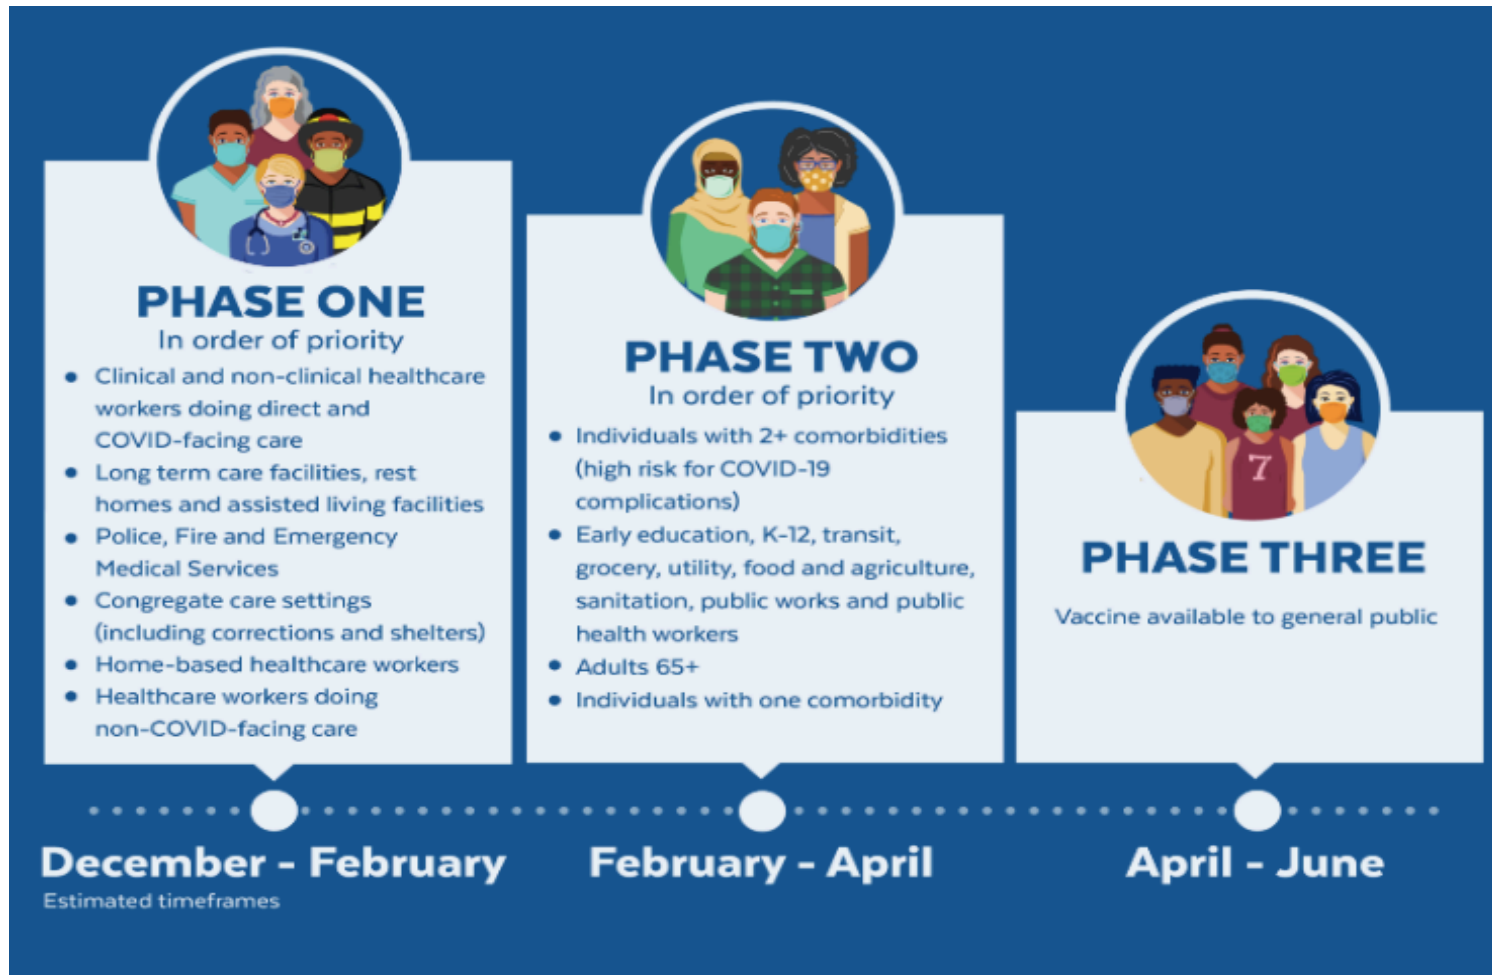 PHASE ONE
In order of priority
• Clinical and non-clinical healthcare
workers doing direct and
COVID-facing care
• Long term care facilities, rest
homes and assisted living facilities
• Police, Fire and Emergency
Medical Services
• Congregate care settings
(including corrections and shelters)
• Home-based healthcare workers
• Healthcare workers doing
non-COVID-facing care
December - February
Estimated timeframes
PHASE TWO
In order of priority
• Individuals with 2+ comorbidities
(high risk for COVID-19
complications)
• Early education, K-12, transit,
grocery, utility, food and agriculture,
sanitation, public works and public
health workers
• Adults 65+
• Individuals with one comorbidity
February - April
7
PHASE THREE
Vaccine available to general public
April - June